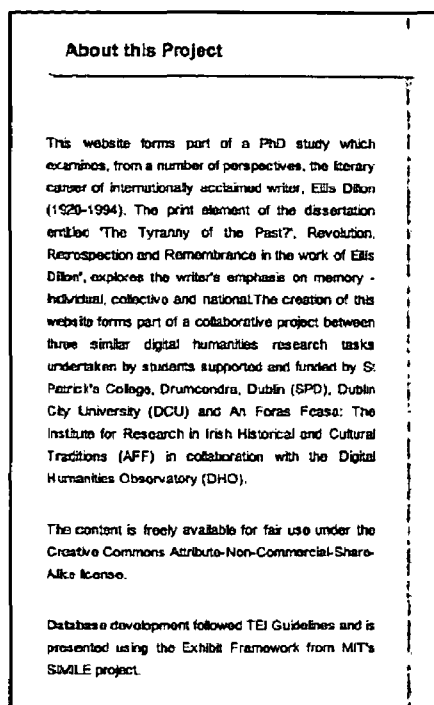 About this Project
This website forms part of a PhD study which
examines, from a number of perspectives, the literary
career of internationally acclaimed writer, Eilís Dillon
(1920-1994). The print element of the dissertation
entitled 'The Tyranny of the Past?', Revolution,
Retrospection and Remembrance in the work of Eilís
Dillon', explores the writer's emphasis on memory -
individual, collective and national.The creation of this
website forms part of a collaborative project between
three similar digital humanities research tasks
undertaken by students supported and funded by St
Patrick's College, Drumcondra, Dublin (SPD), Dublin
City University (DCU) and An Foras Feasa: The
Institute for Research in Irish Historical and Cultural
Traditions (AFF) in collaboration with the Digital
Humanities Observatory (DHO).
The content is freely available for fair use under the
Creative Commons Attribute-Non-Commercial-Share-
Alike license.
Database development followed TEI Guidelines and is
presented using the Exhibit Framework from MIT's
SIMILE project.